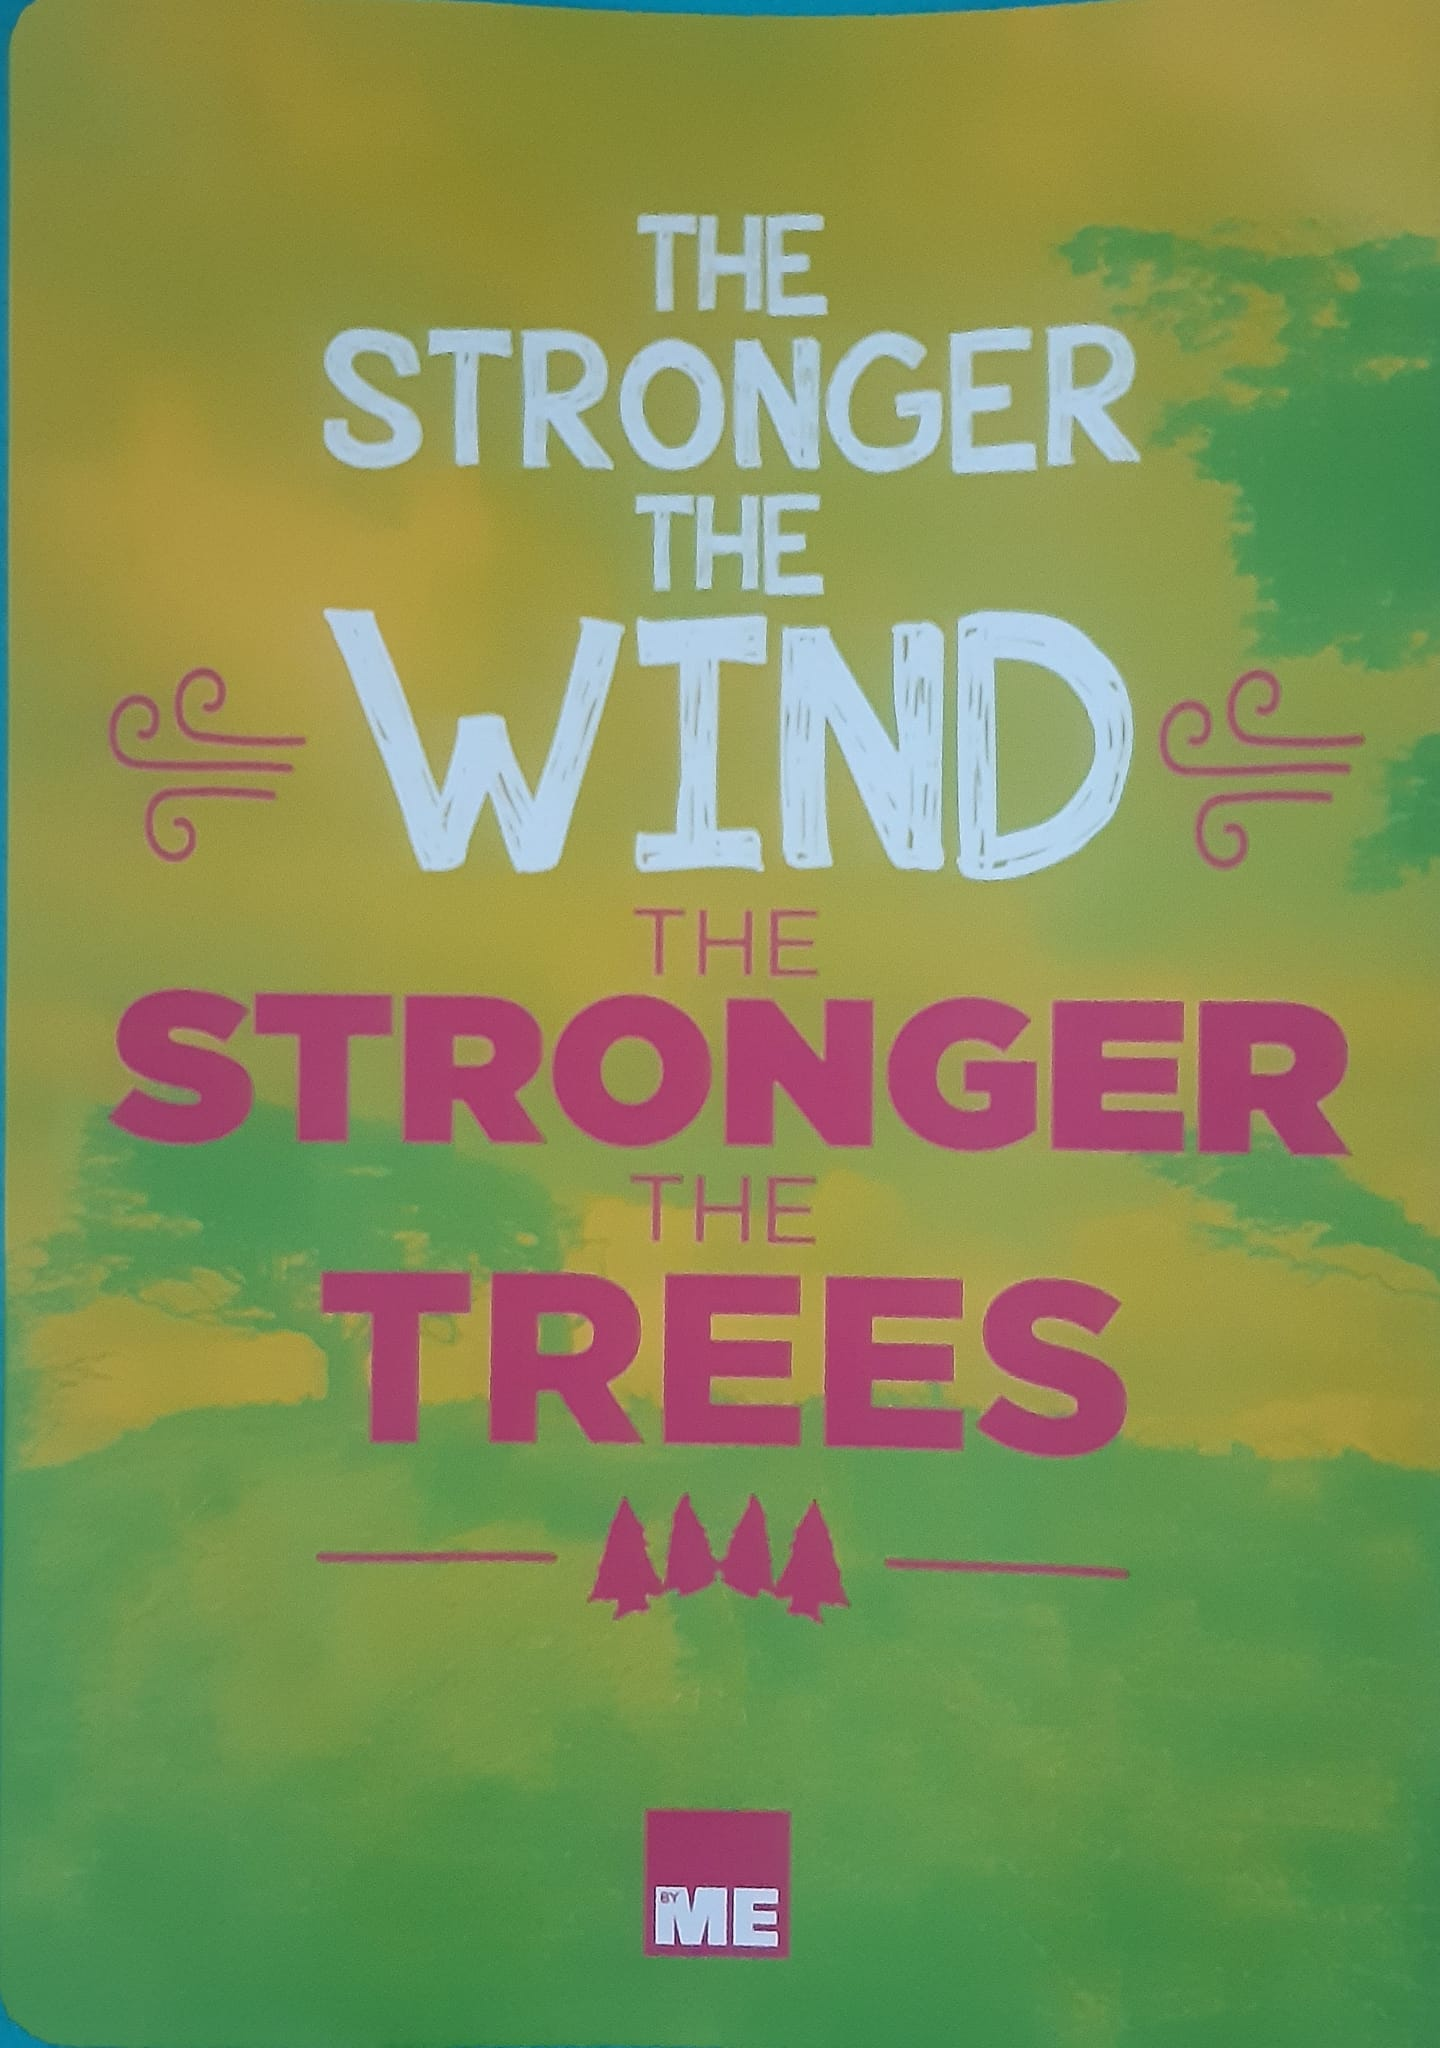 THE
STRONGER
THE
WIND
THE
STRONGER
THE
TREES
BY
ME